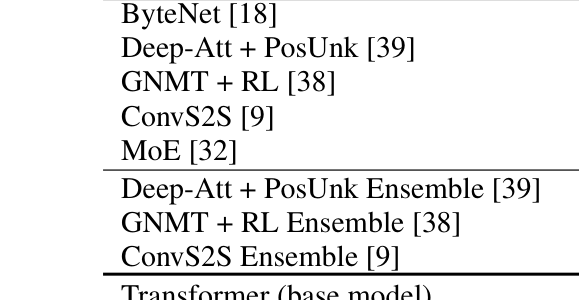 ByteNet [18]
Deep-Att + PosUnk [39]
GNMT + RL [38]
ConvS2S [9]
MoE [32]
Deep-Att + PosUnk Ensemble [39]
GNMT + RL Ensemble [38]
ConvS2S Ensemble [9]
Transformer (base model)